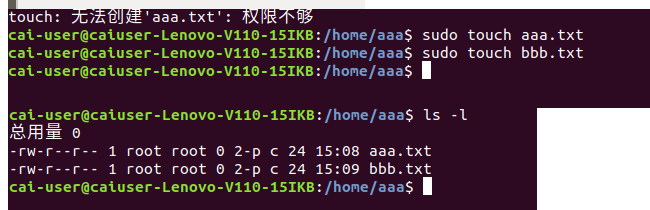 touch: 无法创建'aaa.txt': 权限不够
cai-user@caiuser-Lenovo-V110-15IKB:/home/aaa$ sudo touch aaa.txt
cai-user@caiuser-Lenovo-V110-15IKB:/home/aaa$ sudo touch bbb.txt
cai-user@caiuser-Lenovo-V110-15IKB:/home/aaa$
cai-user@caiuser-Lenovo-V110-15IKB:/home/aaa$ ls -l
总用量 0
-rw-r--r-- 1 root root 0 2-p c 24 15:08 aaa.txt
-rw-r--r-- 1 root root 0 2-p c 24 15:09 bbb.txt
cai-user@caiuser-Lenovo-V110-15IKB:/home/aaa$